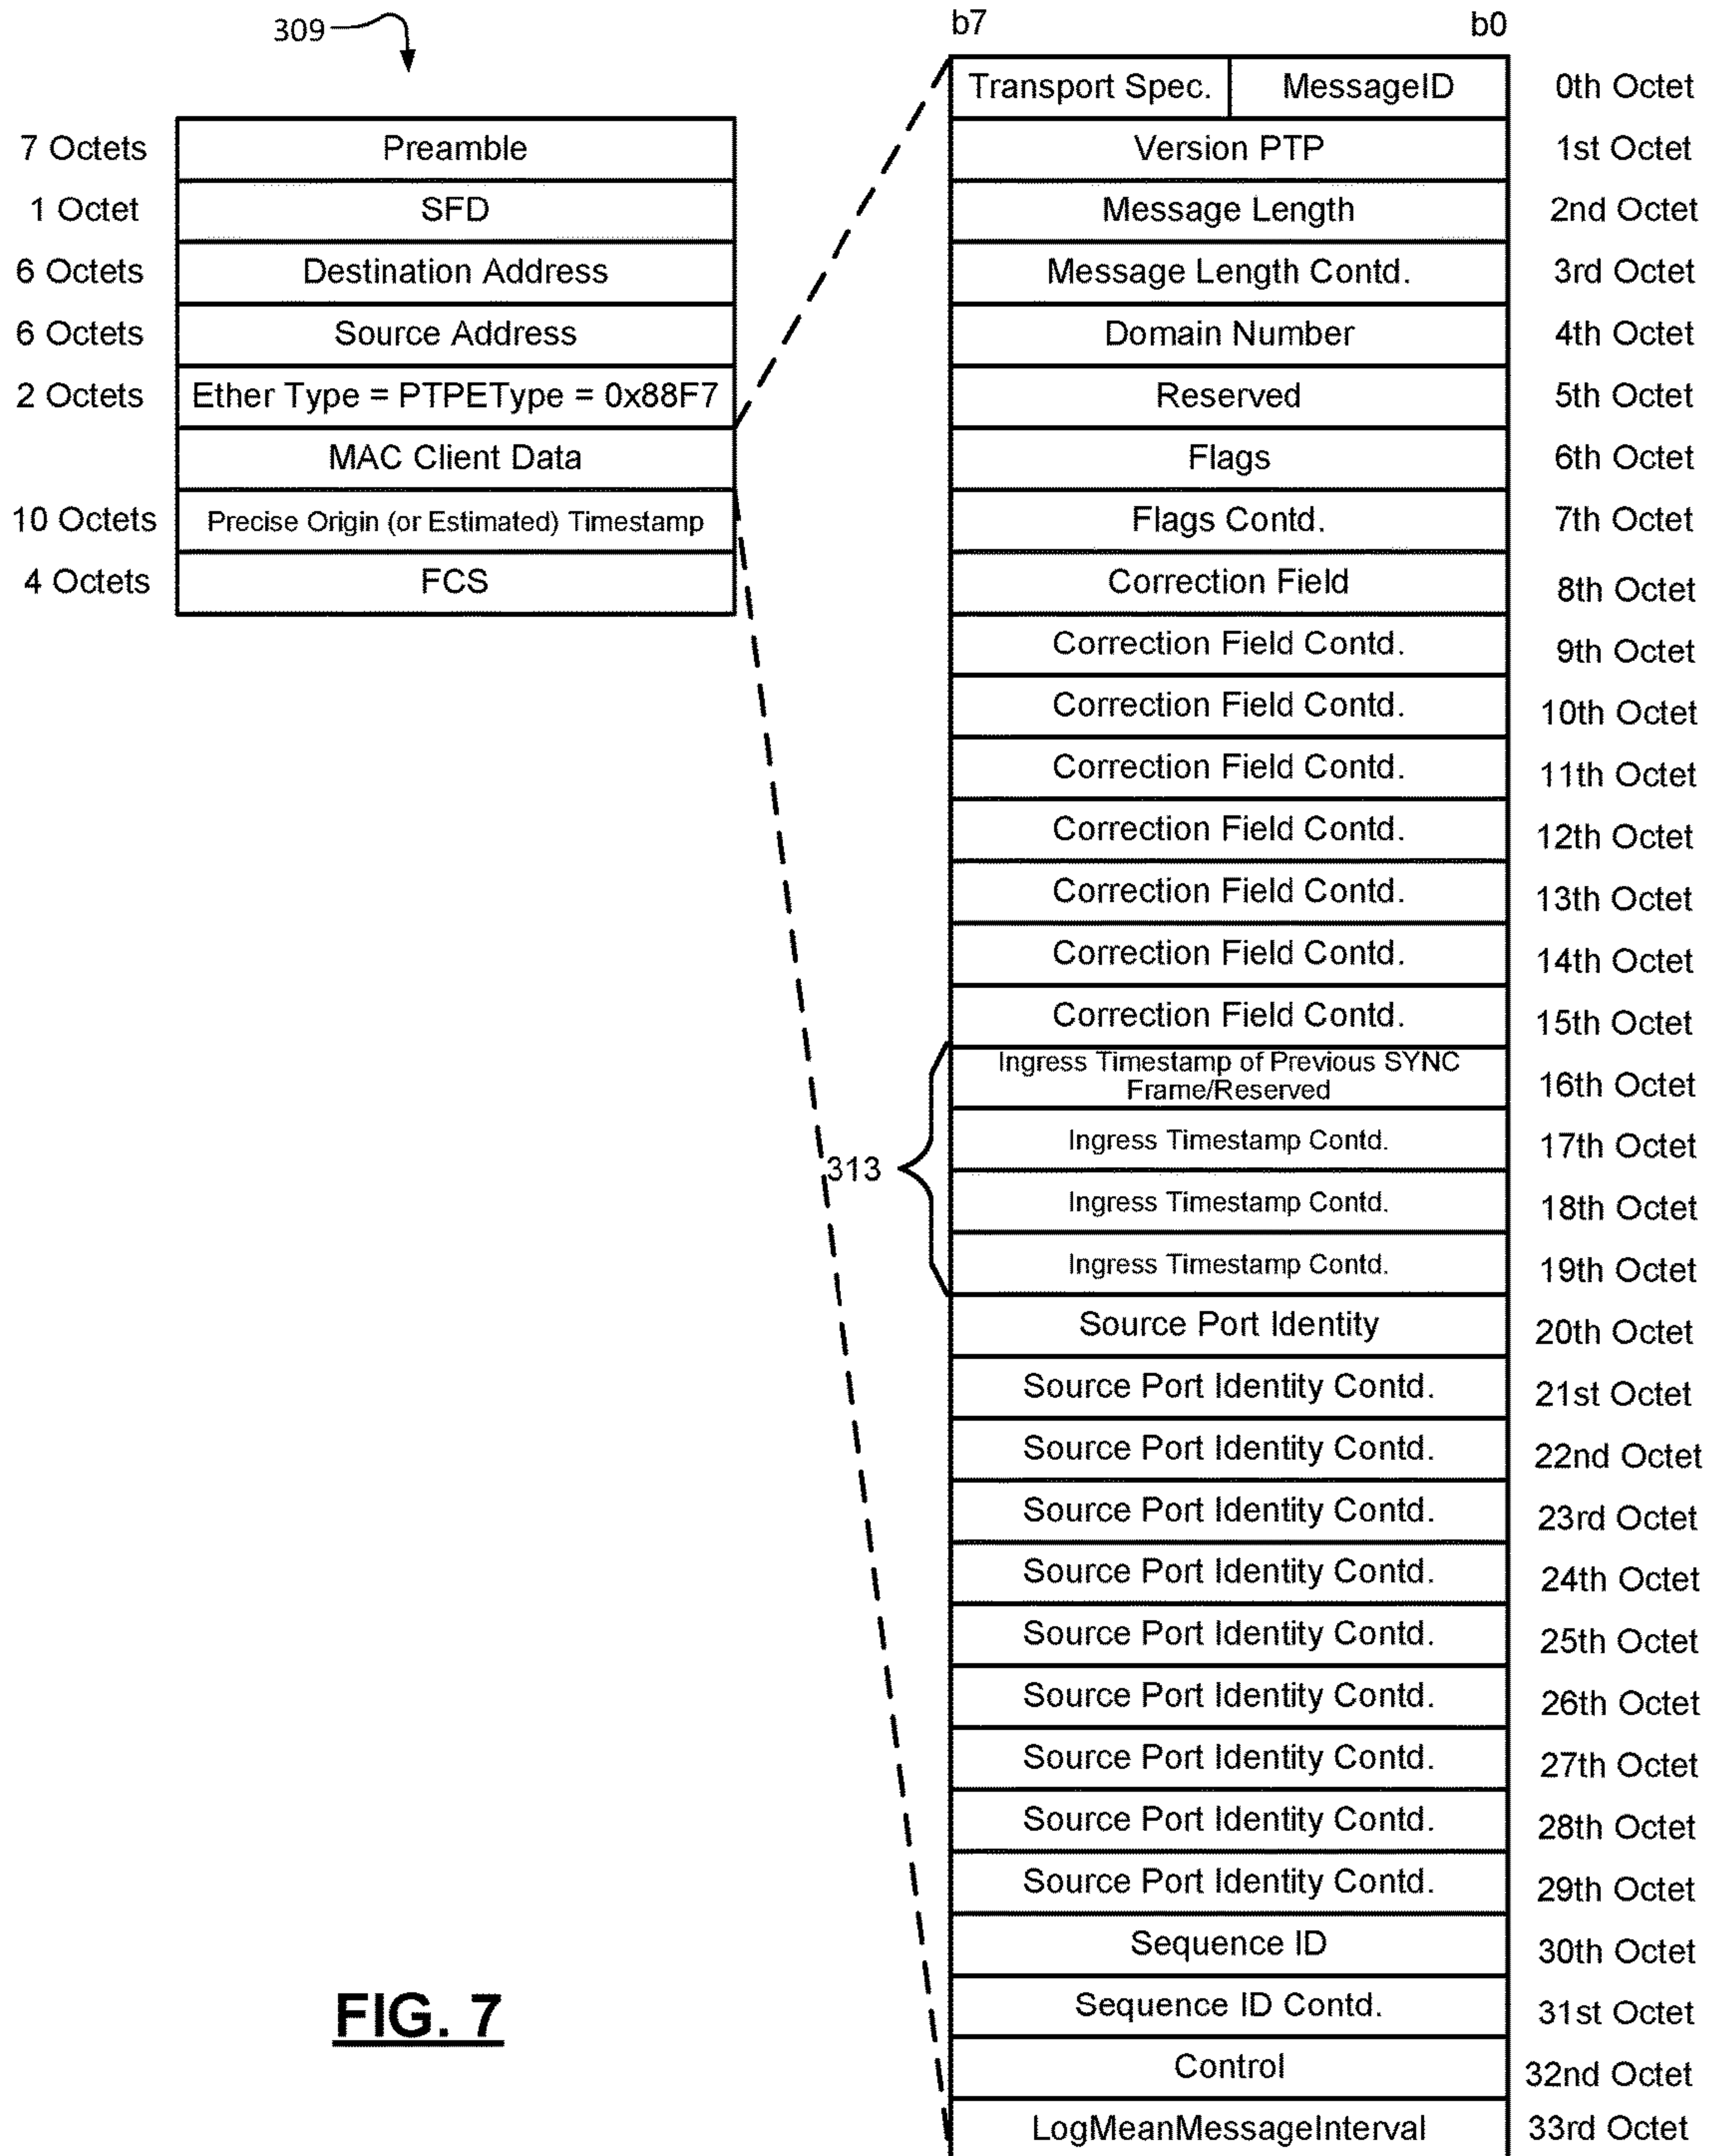 309
7 Octets Preamble
1 Octet SFD
6 Octets Destination Address
6 Octets Source Address
2 Octets Ether Type = PTPEType = 0x88F7
MAC Client Data
10 Octets Precise Origin (or Estimated) Timestamp
4 Octets FCS
b7 b0
Transport Spec. MessageID 0th Octet
Version PTP 1st Octet
Message Length 2nd Octet
Message Length Contd. 3rd Octet
Domain Number 4th Octet
Reserved 5th Octet
Flags 6th Octet
Flags Contd. 7th Octet
Correction Field 8th Octet
Correction Field Contd. 9th Octet
Correction Field Contd. 10th Octet
Correction Field Contd. 11th Octet
Correction Field Contd. 12th Octet
Correction Field Contd. 13th Octet
Correction Field Contd. 14th Octet
Correction Field Contd. 15th Octet
Ingress Timestamp of Previous SYNC
Frame/Reserved 16th Octet
Ingress Timestamp Contd. 17th Octet
313
Ingress Timestamp Contd. 18th Octet
Ingress Timestamp Contd. 19th Octet
Source Port Identity 20th Octet
Source Port Identity Contd. 21st Octet
Source Port Identity Contd. 22nd Octet
Source Port Identity Contd. 23rd Octet
Source Port Identity Contd. 24th Octet
Source Port Identity Contd. 25th Octet
Source Port Identity Contd. 26th Octet
Source Port Identity Contd. 27th Octet
Source Port Identity Contd. 28th Octet
Source Port Identity Contd. 29th Octet
Sequence ID 30th Octet
Sequence ID Contd. 31st Octet
Control 32nd Octet
LogMeanMessageInterval 33rd Octet
FIG. 7